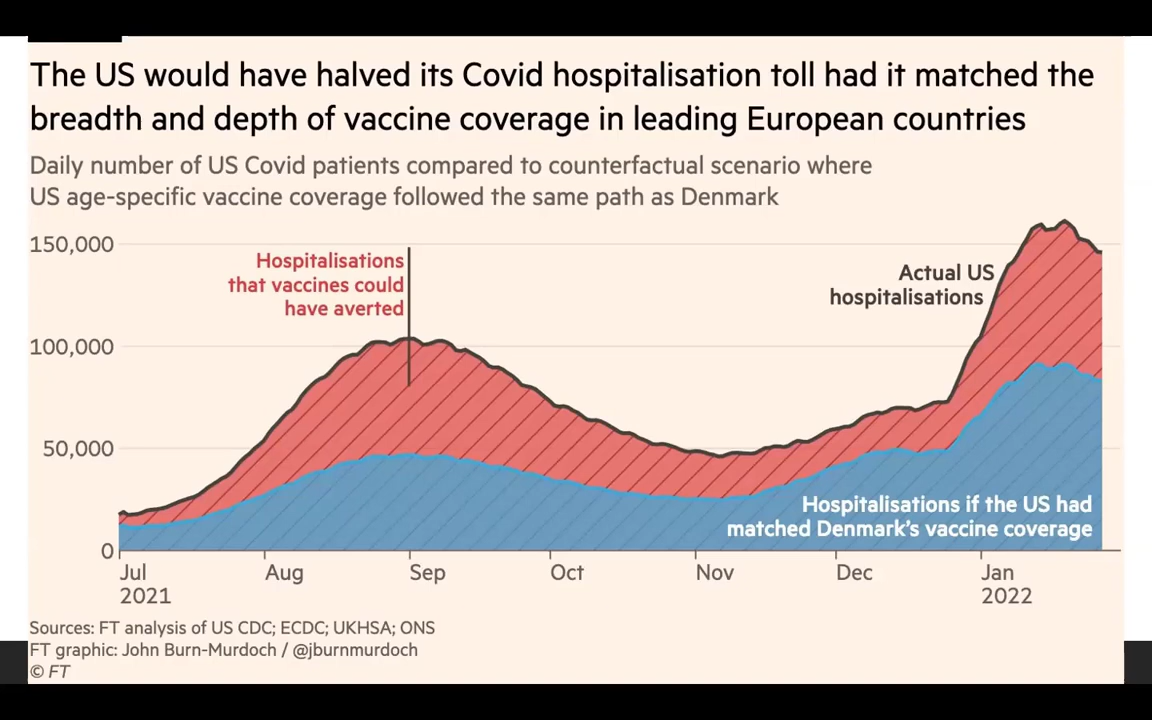 The US would have halved its Covid hospitalisation toll had it matched the
breadth and depth of vaccine coverage in leading European countries
Daily number of US Covid patients compared to counterfactual scenario where
US age-specific vaccine coverage followed the same path as Denmark
150,000
100,000
50,000
0
Hospitalisations
that vaccines could
have averted
Actual US
hospitalisations
Hospitalisations if the US had
matched Denmark's vaccine coverage
Jul
2021
Aug
Sep
Oct
Nov
Dec
Jan
2022
Sources: FT analysis of US CDC; ECDC; UKHSA; ONS
FT graphic: John Burn-Murdoch / @jburnmurdoch
© FT